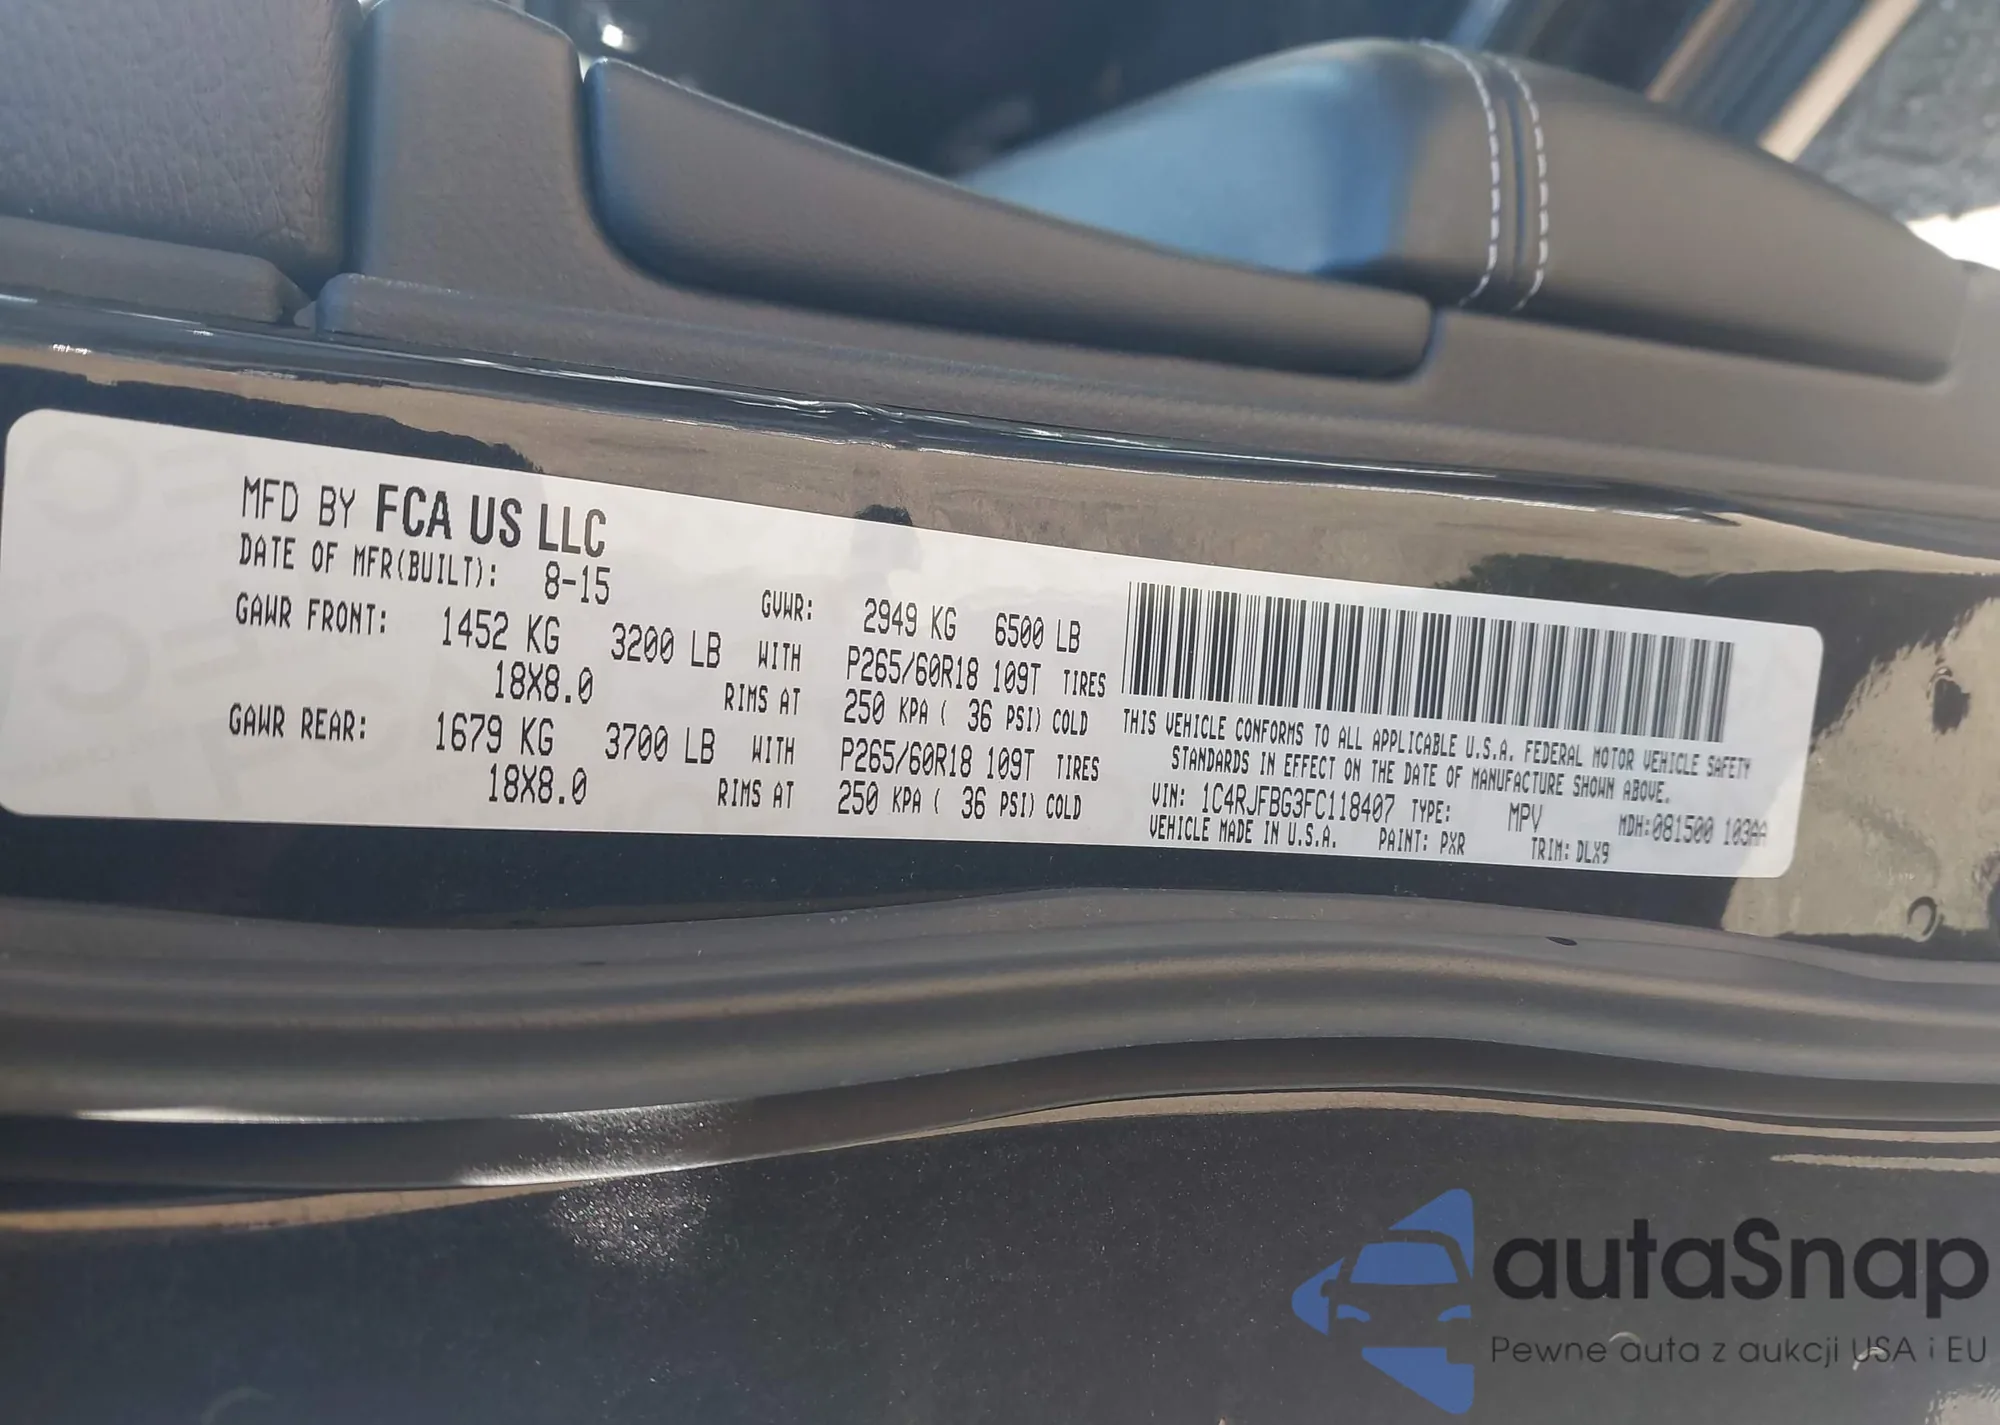 MFD BY FCA US LLC
DATE OF MFR(BUILT): 8-15
GVWR: 2949 KG 6500 LB
GAWR FRONT: 1452 KG 3200 LB WITH P265/60R18 109T TIRES
18X8.0 RIMS AT 250 KPA ( 36 PSI) COLD
GAWR REAR: 1679 KG 3700 LB WITH P265/60R18 109T TIRES
18X8.0 RIMS AT 250 KPA ( 36 PSI) COLD
THIS VEHICLE CONFORMS TO ALL APPLICABLE U.S.A. FEDERAL MOTOR VEHICLE SAFETY
STANDARDS IN EFFECT ON THE DATE OF MANUFACTURE SHOWN ABOVE.
VIN: 1C4RJFBG3FC118407 TYPE: MPV MDH:081500 103AA
VEHICLE MADE IN U.S.A. PAINT: PXR TRIM: DLX9
autaSnap
Pewne auta z aukcji USA i EU